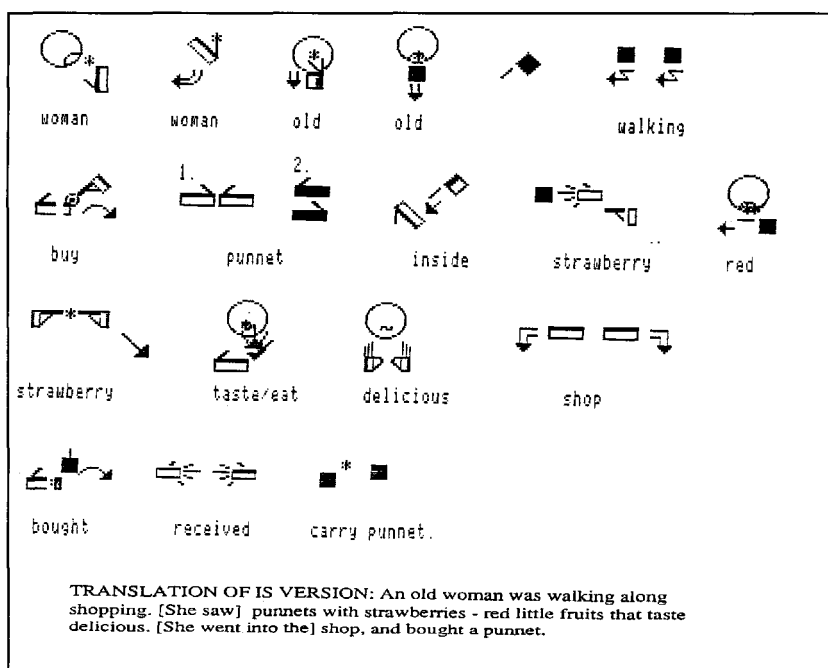 woman woman old old walking
1. 2.
buy punnet inside strawberry red
strawberry taste/eat delicious shop
bought received carry punnet.
TRANSLATION OF IS VERSION: An old woman was walking along
shopping. [She saw] punnets with strawberries - red little fruits that taste
delicious. [She went into the] shop, and bought a punnet.